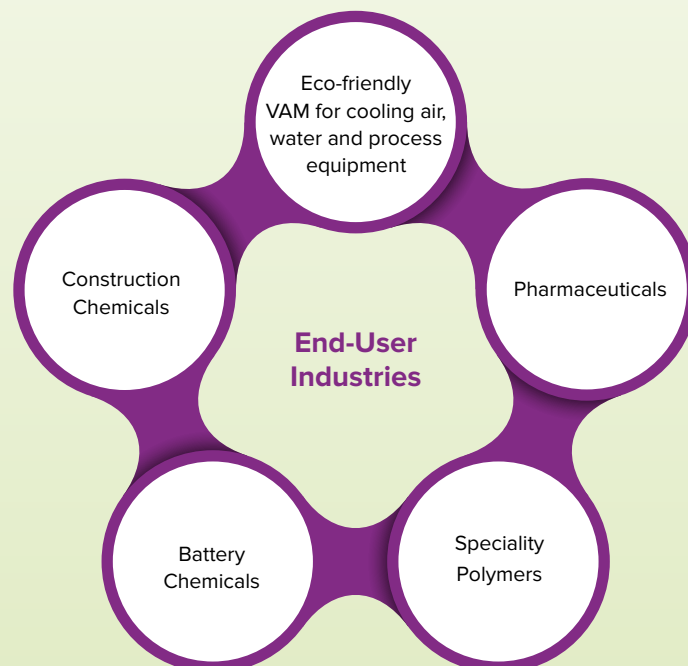 Eco-friendly
VAM for cooling air,
water and process
equipment
Construction
Chemicals
Pharmaceuticals
End-User
Industries
Battery
Chemicals
Speciality
Polymers